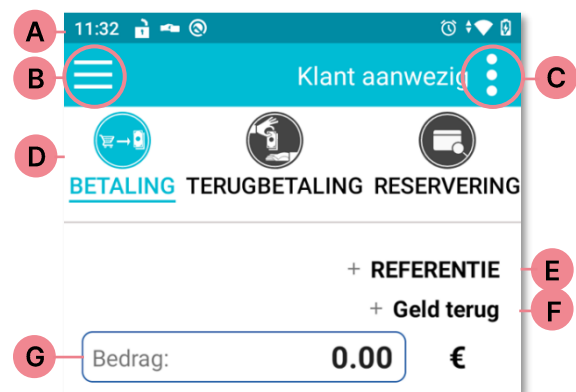 A 11:32
B Klant aanwezig C
D
BETALING TERUGBETALING RESERVERING
+ REFERENTIE E
+ Geld terug F
G Bedrag: 0.00 €